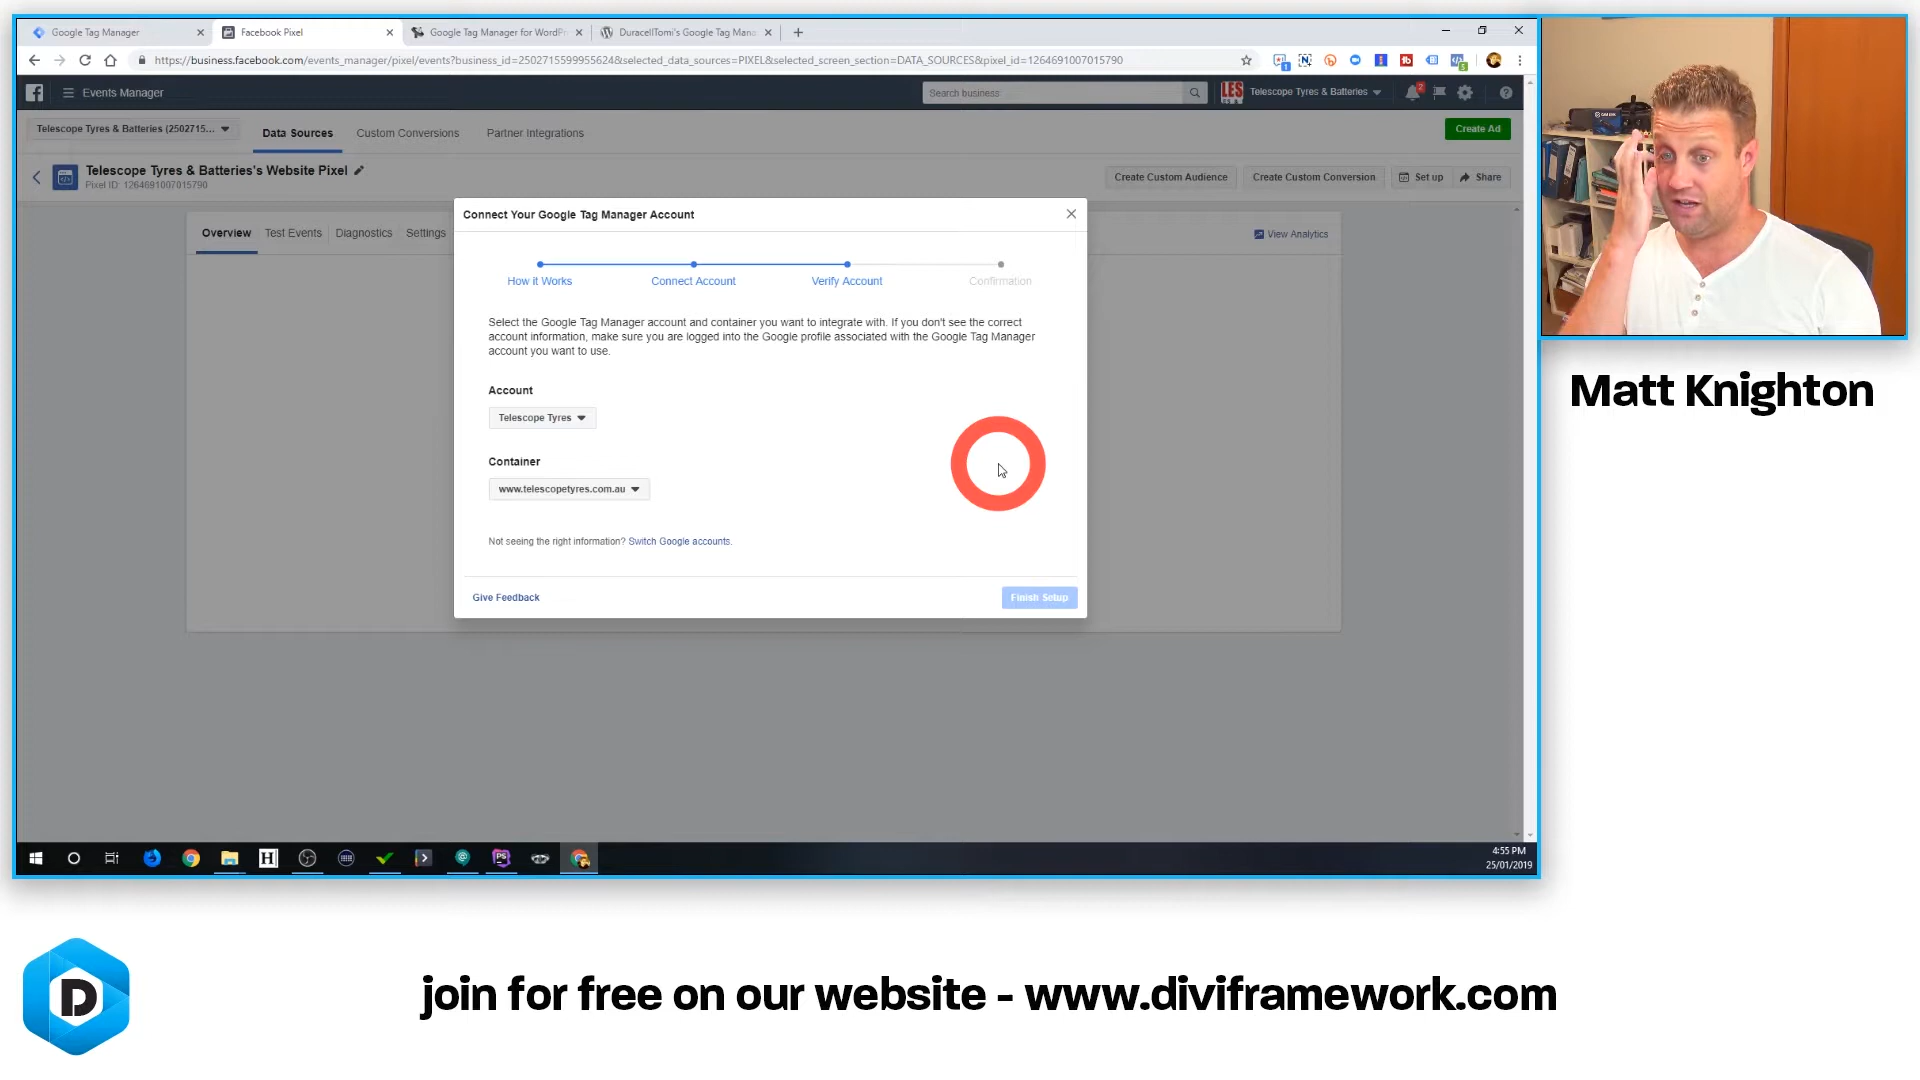 Google Tag Manager
Facebook Pixel
Google Tag Manager for WordPr
DuracellTomi's Google Tag Mana
https://business.facebook.com/events_manager/pixel/events?business_id=2502715599955624&selected_data_sources=PIXEL&selected_screen_section=DATA_SOURCES&pixel_id=1264691007015790
Events Manager
Search business
LES
Telescope Tyres & Batteries
2
Telescope Tyres & Batteries (2502715...
Data Sources
Custom Conversions
Partner Integrations
Create Ad
Telescope Tyres & Batteries's Website Pixel
Pixel ID: 1264691007015790
Create Custom Audience
Create Custom Conversion
Set up
Share
Overview
Test Events
Diagnostics
Settings
View Analytics
Connect Your Google Tag Manager Account
How it Works
Connect Account
Verify Account
Confirmation
Select the Google Tag Manager account and container you want to integrate with. If you don't see the correct
account information, make sure you are logged into the Google profile associated with the Google Tag Manager
account you want to use.
Account
Telescope Tyres
Container
www.telescopetyres.com.au
Not seeing the right information? Switch Google accounts.
Give Feedback
Finish Setup
4:55 PM
25/01/2019
Matt Knighton
D
join for free on our website - www.diviframework.com